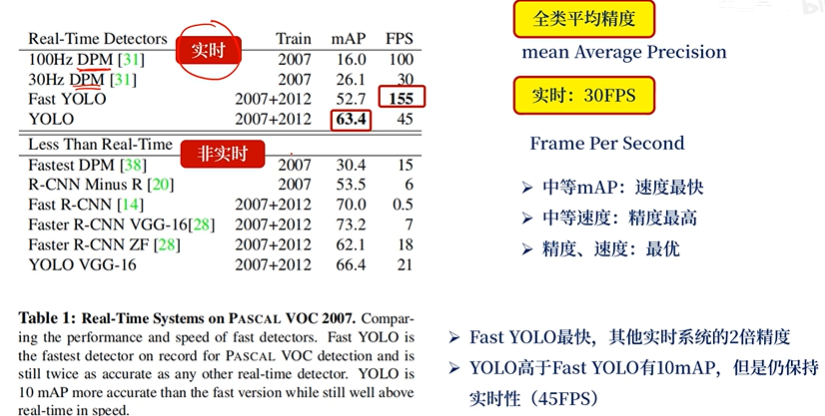 Real-Time Detectors Train mAP FPS
实时
100Hz DPM [31] 2007 16.0 100
30Hz DPM [31] 2007 26.1 30
Fast YOLO 2007+2012 52.7 155
YOLO 2007+2012 63.4 45
Less Than Real-Time
非实时
Fastest DPM [38] 2007 30.4 15
R-CNN Minus R [20] 2007 53.5 6
Fast R-CNN [14] 2007+2012 70.0 0.5
Faster R-CNN VGG-16[28] 2007+2012 73.2 7
Faster R-CNN ZF [28] 2007+2012 62.1 18
YOLO VGG-16 2007+2012 66.4 21
Table 1: Real-Time Systems on PASCAL VOC 2007. Compar-
ing the performance and speed of fast detectors. Fast YOLO is
the fastest detector on record for PASCAL VOC detection and is
still twice as accurate as any other real-time detector. YOLO is
10 mAP more accurate than the fast version while still well above
real-time in speed.
全类平均精度
mean Average Precision
实时：30FPS
Frame Per Second
➢ 中等mAP：速度最快
➢ 中等速度：精度最高
➢ 精度、速度：最优
➢ Fast YOLO最快，其他实时系统的2倍精度
➢ YOLO高于Fast YOLO有10mAP，但是仍保持
实时性（45FPS）